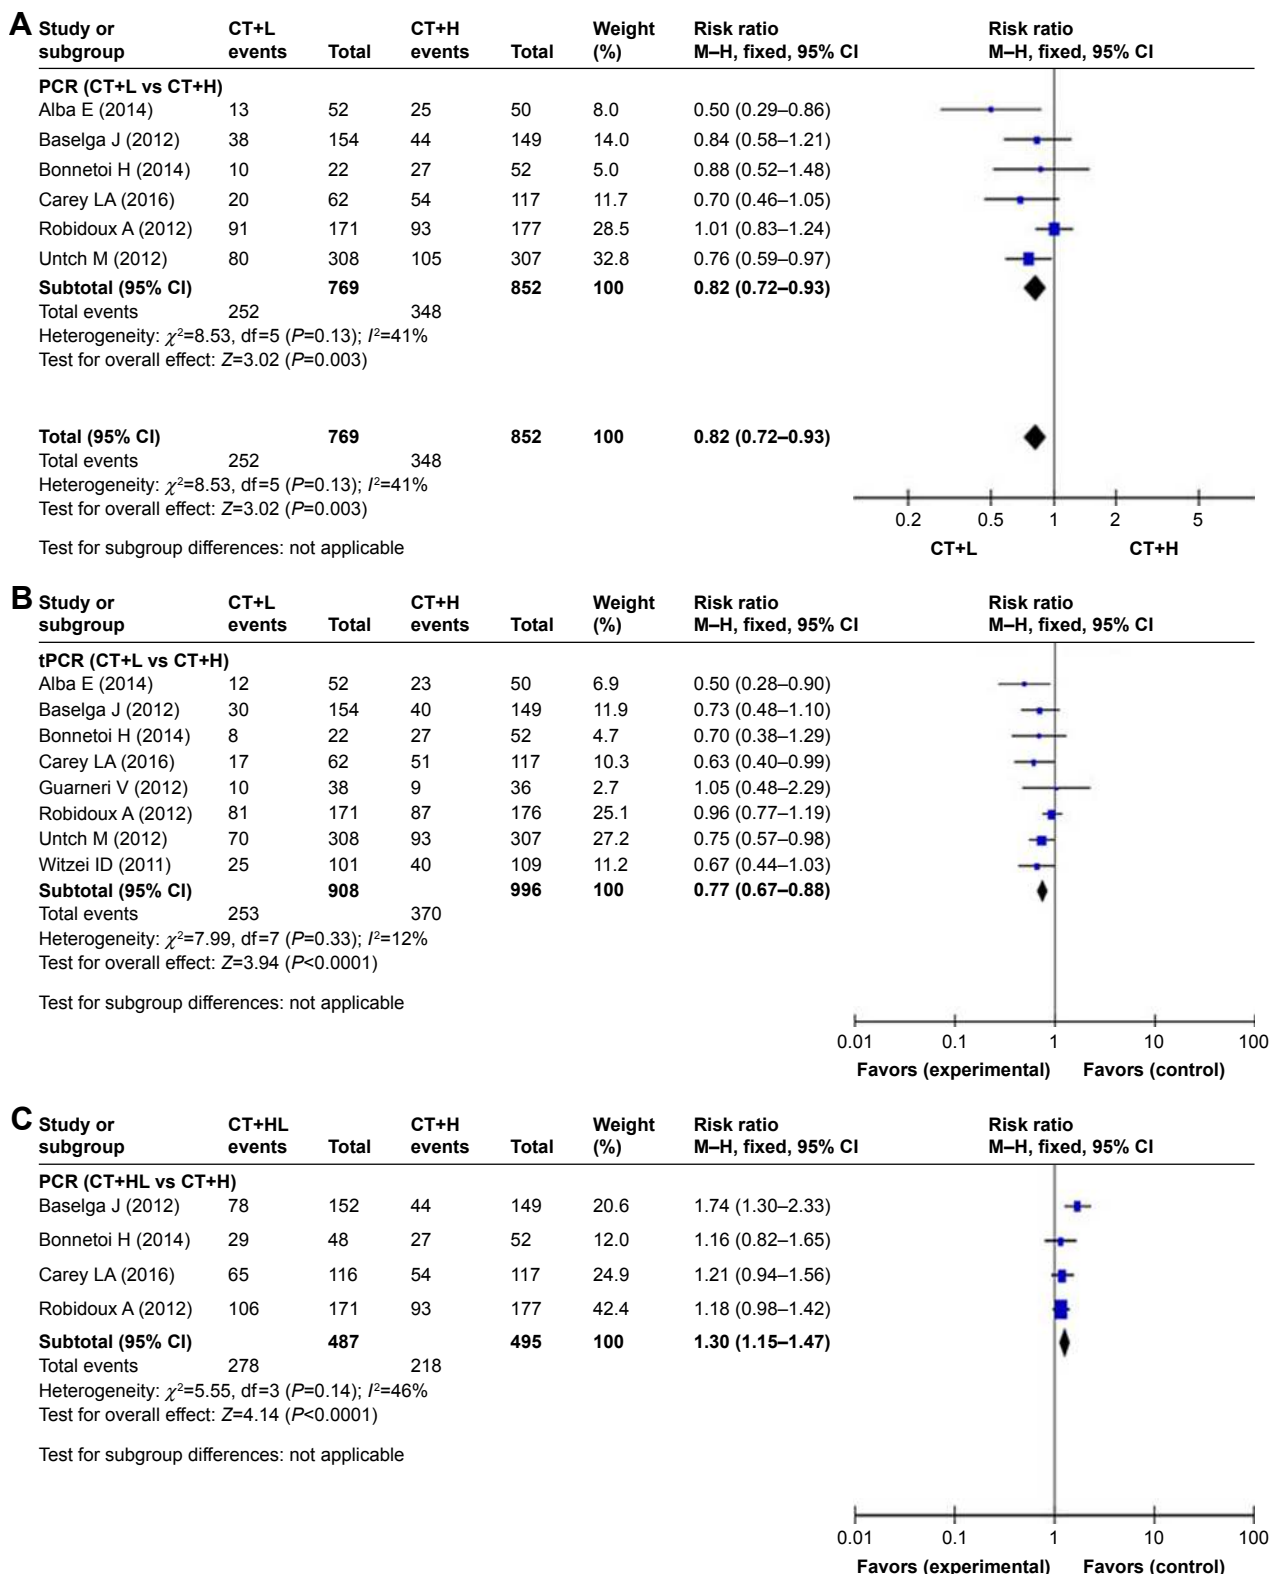 A Study or subgroup CT+L events Total CT+H events Total Weight (%) Risk ratio M–H, fixed, 95% CI Risk ratio M–H, fixed, 95% CI
PCR (CT+L vs CT+H)
Alba E (2014) 13 52 25 50 8.0 0.50 (0.29–0.86)
Baselga J (2012) 38 154 44 149 14.0 0.84 (0.58–1.21)
Bonnetoi H (2014) 10 22 27 52 5.0 0.88 (0.52–1.48)
Carey LA (2016) 20 62 54 117 11.7 0.70 (0.46–1.05)
Robidoux A (2012) 91 171 93 177 28.5 1.01 (0.83–1.24)
Untch M (2012) 80 308 105 307 32.8 0.76 (0.59–0.97)
Subtotal (95% CI) 769 852 100 0.82 (0.72–0.93)
Total events 252 348
Heterogeneity: χ²=8.53, df=5 (P=0.13); I²=41%
Test for overall effect: Z=3.02 (P=0.003)
Total (95% CI) 769 852 100 0.82 (0.72–0.93)
Total events 252 348
Heterogeneity: χ²=8.53, df=5 (P=0.13); I²=41%
Test for overall effect: Z=3.02 (P=0.003)
0.2 0.5 1 2 5
Test for subgroup differences: not applicable CT+L CT+H
B Study or subgroup CT+L events Total CT+H events Total Weight (%) Risk ratio M–H, fixed, 95% CI Risk ratio M–H, fixed, 95% CI
tPCR (CT+L vs CT+H)
Alba E (2014) 12 52 23 50 6.9 0.50 (0.28–0.90)
Baselga J (2012) 30 154 40 149 11.9 0.73 (0.48–1.10)
Bonnetoi H (2014) 8 22 27 52 4.7 0.70 (0.38–1.29)
Carey LA (2016) 17 62 51 117 10.3 0.63 (0.40–0.99)
Guarneri V (2012) 10 38 9 36 2.7 1.05 (0.48–2.29)
Robidoux A (2012) 81 171 87 176 25.1 0.96 (0.77–1.19)
Untch M (2012) 70 308 93 307 27.2 0.75 (0.57–0.98)
Witzei ID (2011) 25 101 40 109 11.2 0.67 (0.44–1.03)
Subtotal (95% CI) 908 996 100 0.77 (0.67–0.88)
Total events 253 370
Heterogeneity: χ²=7.99, df=7 (P=0.33); I²=12%
Test for overall effect: Z=3.94 (P<0.0001)
Test for subgroup differences: not applicable
0.01 0.1 1 10 100
Favors (experimental) Favors (control)
C Study or subgroup CT+HL events Total CT+H events Total Weight (%) Risk ratio M–H, fixed, 95% CI Risk ratio M–H, fixed, 95% CI
PCR (CT+HL vs CT+H)
Baselga J (2012) 78 152 44 149 20.6 1.74 (1.30–2.33)
Bonnetoi H (2014) 29 48 27 52 12.0 1.16 (0.82–1.65)
Carey LA (2016) 65 116 54 117 24.9 1.21 (0.94–1.56)
Robidoux A (2012) 106 171 93 177 42.4 1.18 (0.98–1.42)
Subtotal (95% CI) 487 495 100 1.30 (1.15–1.47)
Total events 278 218
Heterogeneity: χ²=5.55, df=3 (P=0.14); I²=46%
Test for overall effect: Z=4.14 (P<0.0001)
Test for subgroup differences: not applicable
0.01 0.1 1 10 100
Favors (experimental) Favors (control)